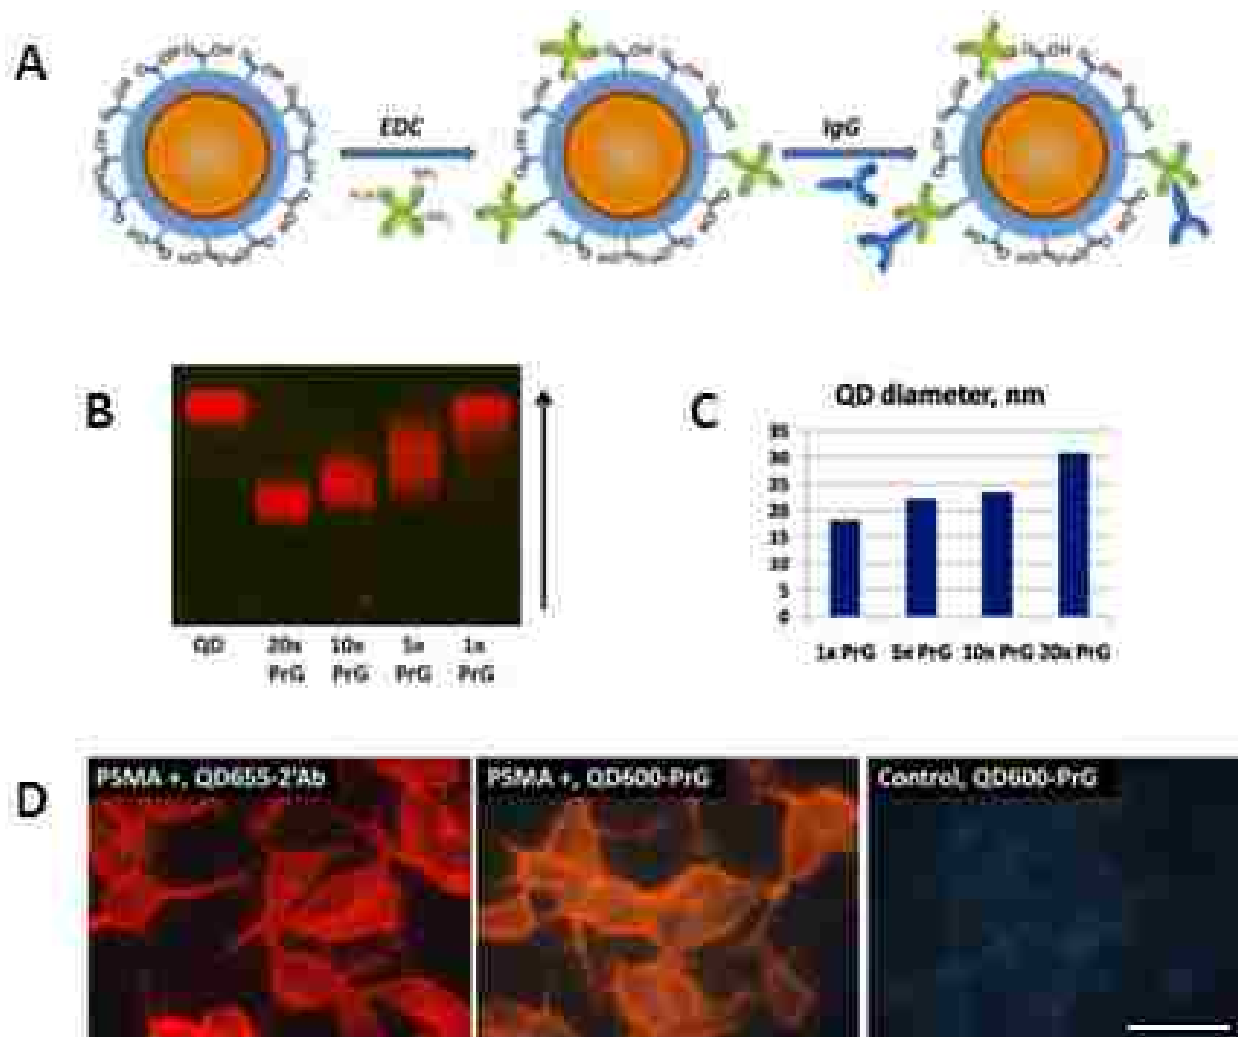 A
EDC
IgG
B
QD
20x
PrG
10x
PrG
5x
PrG
1x
PrG
C
QD diameter, nm
35
30
25
20
15
10
5
0
1x PrG
5x PrG
10x PrG
20x PrG
D
PSMA +, QD655-2'Ab
PSMA +, QD600-PrG
Control, QD600-PrG